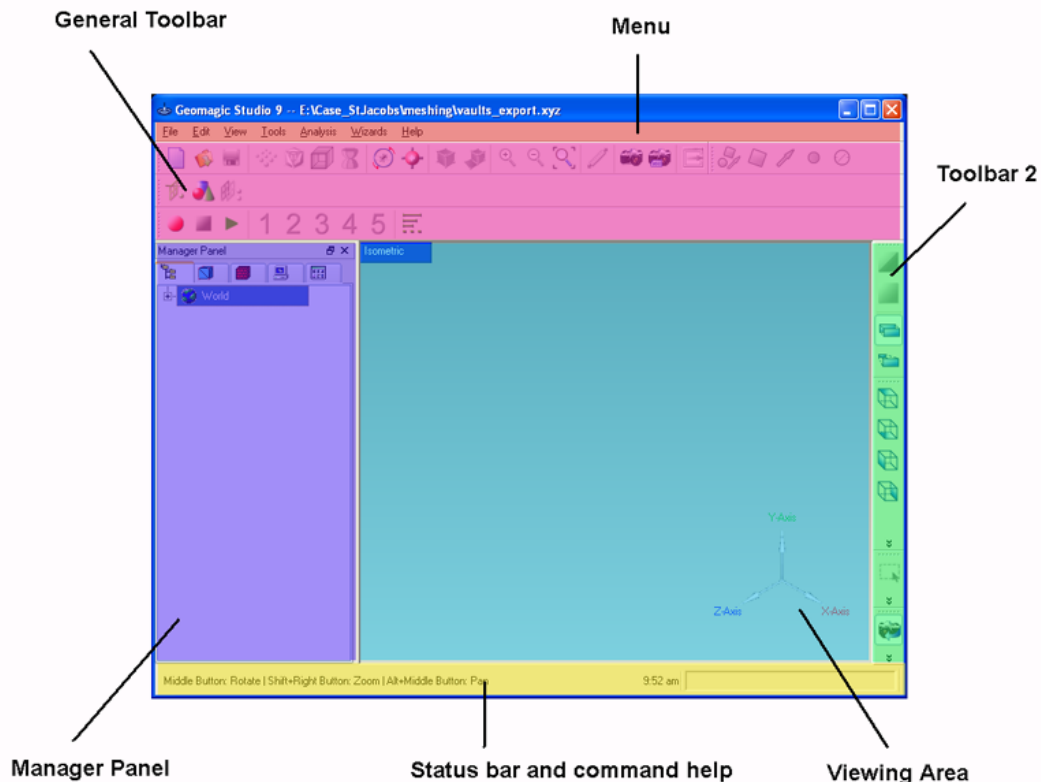 General Toolbar
Menu
Geomagic Studio 9 -- E:\Case_StJacobs\meshing\vaults_export.xyz
File Edit View Tools Analysis Wizards Help
Toolbar 2
1 2 3 4 5
Manager Panel
Isometric
World
Y-Axis
Z-Axis
X-Axis
Middle Button: Rotate | Shift+Right Button: Zoom | Alt+Middle Button: Pan
9:52 am
Manager Panel
Status bar and command help
Viewing Area